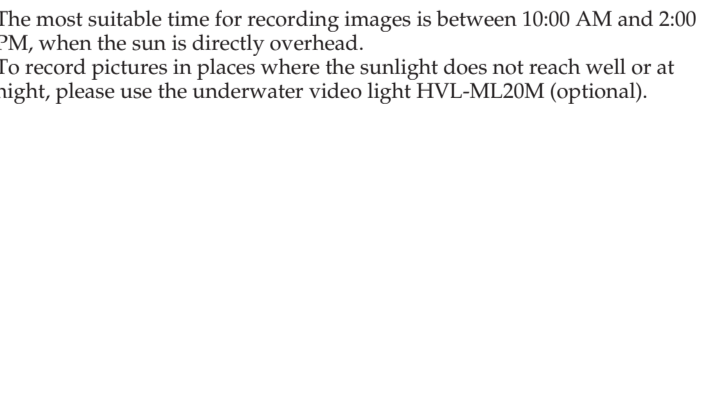 The most suitable time for recording images is between 10:00 AM and 2:00
PM, when the sun is directly overhead.
To record pictures in places where the sunlight does not reach well or at
night, please use the underwater video light HVL-ML20M (optional).